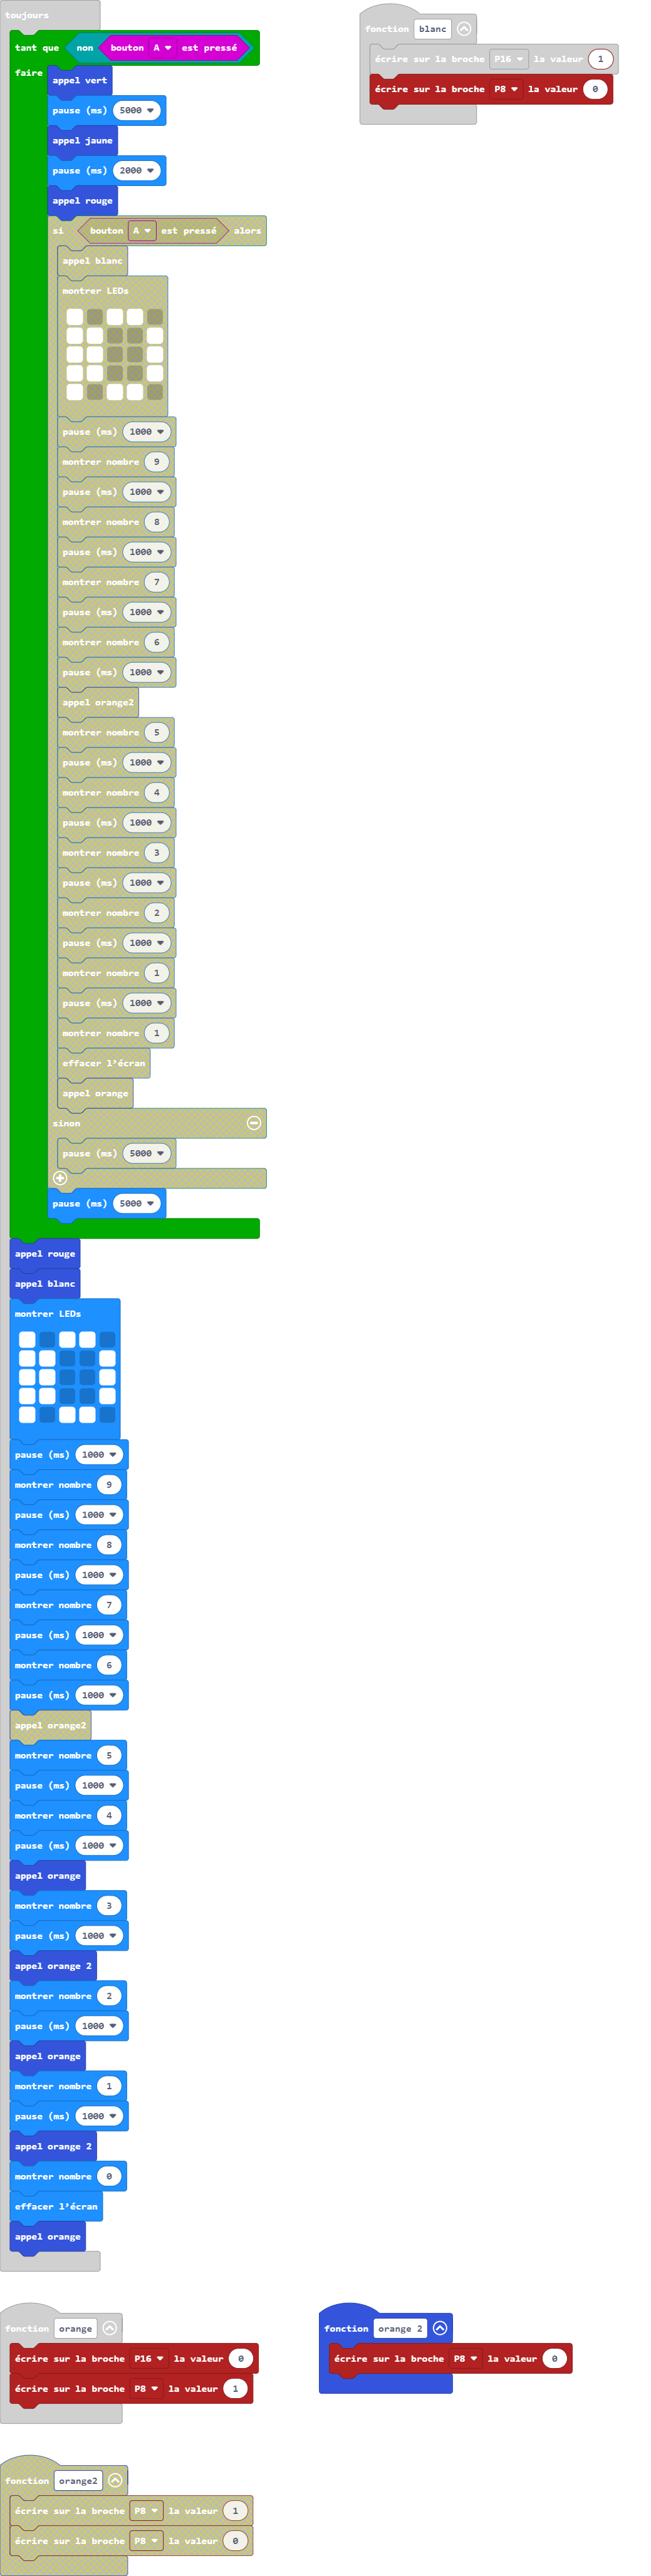 toujours
tant que non bouton A est pressé
faire
appel vert
pause (ms) 5000
appel jaune
pause (ms) 2000
appel rouge
si bouton A est pressé alors
appel blanc
montrer LEDs
pause (ms) 1000
montrer nombre 9
pause (ms) 1000
montrer nombre 8
pause (ms) 1000
montrer nombre 7
pause (ms) 1000
montrer nombre 6
pause (ms) 1000
appel orange2
montrer nombre 5
pause (ms) 1000
montrer nombre 4
pause (ms) 1000
montrer nombre 3
pause (ms) 1000
montrer nombre 2
pause (ms) 1000
montrer nombre 1
pause (ms) 1000
montrer nombre 1
effacer l'écran
appel orange
sinon
pause (ms) 5000
pause (ms) 5000
appel rouge
appel blanc
montrer LEDs
pause (ms) 1000
montrer nombre 9
pause (ms) 1000
montrer nombre 8
pause (ms) 1000
montrer nombre 7
pause (ms) 1000
montrer nombre 6
pause (ms) 1000
appel orange2
montrer nombre 5
pause (ms) 1000
montrer nombre 4
pause (ms) 1000
appel orange
montrer nombre 3
pause (ms) 1000
appel orange 2
montrer nombre 2
pause (ms) 1000
appel orange
montrer nombre 1
pause (ms) 1000
appel orange 2
montrer nombre 0
effacer l'écran
appel orange
fonction blanc
écrire sur la broche P16 la valeur 1
écrire sur la broche P8 la valeur 0
fonction orange
écrire sur la broche P16 la valeur 0
écrire sur la broche P8 la valeur 1
fonction orange 2
écrire sur la broche P8 la valeur 0
fonction orange2
écrire sur la broche P8 la valeur 1
écrire sur la broche P8 la valeur 0